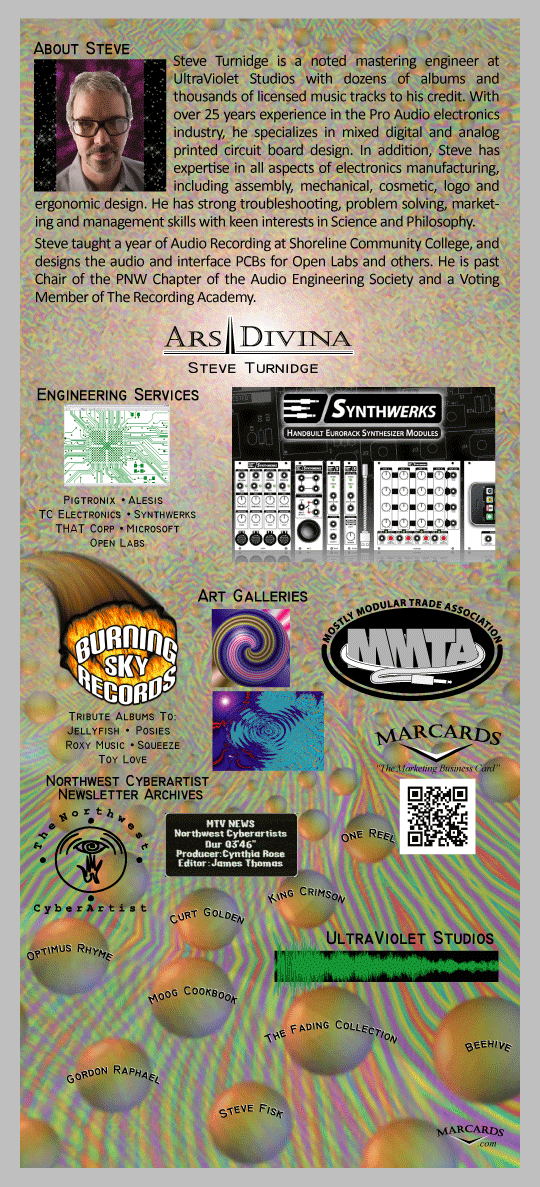 About Steve
Steve Turnidge is a noted mastering engineer at
UltraViolet Studios with dozens of albums and
thousands of licensed music tracks to his credit. With
over 25 years experience in the Pro Audio electronics
industry, he specializes in mixed digital and analog
printed circuit board design. In addition, Steve has
expertise in all aspects of electronics manufacturing,
including assembly, mechanical, cosmetic, logo and
ergonomic design. He has strong troubleshooting, problem solving, market-
ing and management skills with keen interests in Science and Philosophy.
Steve taught a year of Audio Recording at Shoreline Community College, and
designs the audio and interface PCBs for Open Labs and others. He is past
Chair of the PNW Chapter of the Audio Engineering Society and a Voting
Member of The Recording Academy.
Ars Divina
Steve Turnidge
Engineering Services
Pigtronix • Alesis
TC Electronics • Synthwerks
THAT Corp • Microsoft
Open Labs
Synthwerks
Handbuilt Eurorack Synthesizer Modules
Burning
Sky
Records
Tribute Albums To:
Jellyfish • Posies
Roxy Music • Squeeze
Toy Love
Art Galleries
Mostly Modular Trade Association
MMTA
Marcards
"The Marketing Business Card"
Northwest Cyberartist
Newsletter Archives
The Northwest
CyberArtist
MTV NEWS
Northwest Cyberartists
Dur 03'46"
Producer:Cynthia Rose
Editor:James Thomas
One Reel
King Crimson
Curt Golden
UltraViolet Studios
Optimus Rhyme
Moog Cookbook
The Fading Collection
Beehive
Gordon Raphael
Steve Fisk
Marcards
.com